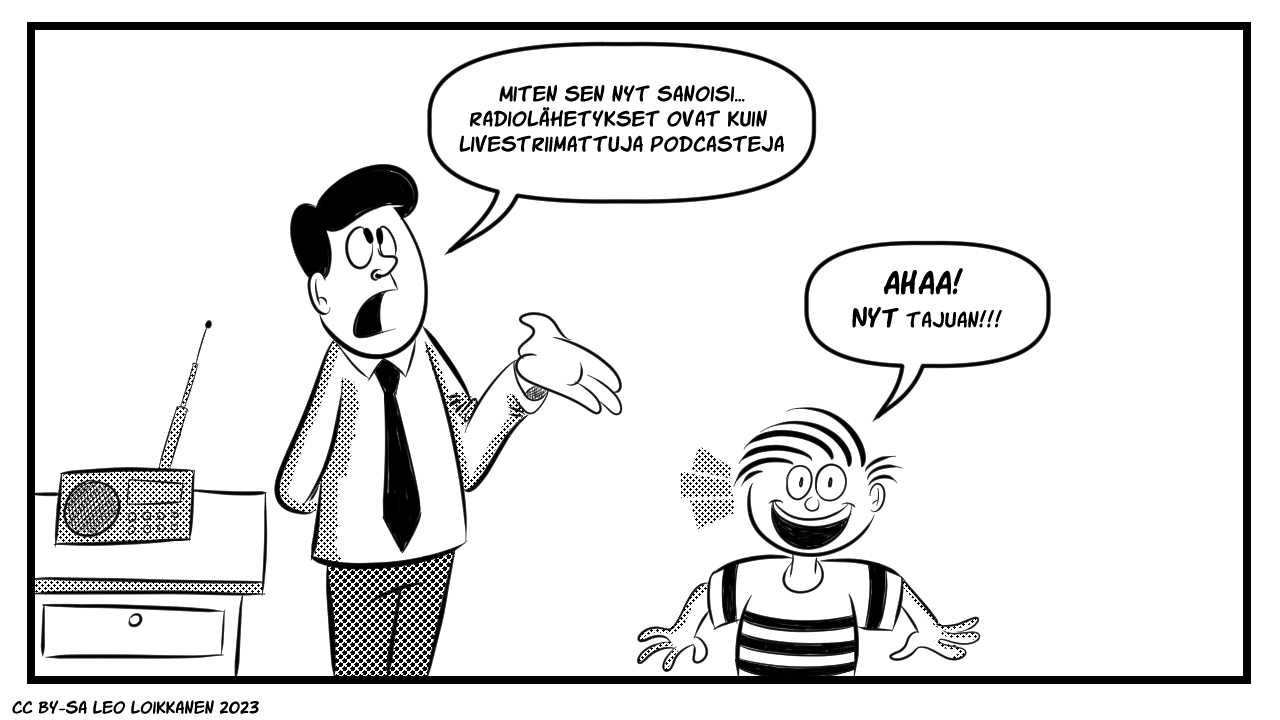 MITEN SEN NYT SANOISI...
RADIOLÄHETYKSET OVAT KUIN
LIVESTRIIMATTUJA PODCASTEJA
AHAA!
NYT TAJUAN!!!
CC BY-SA LEO LOIKKANEN 2023